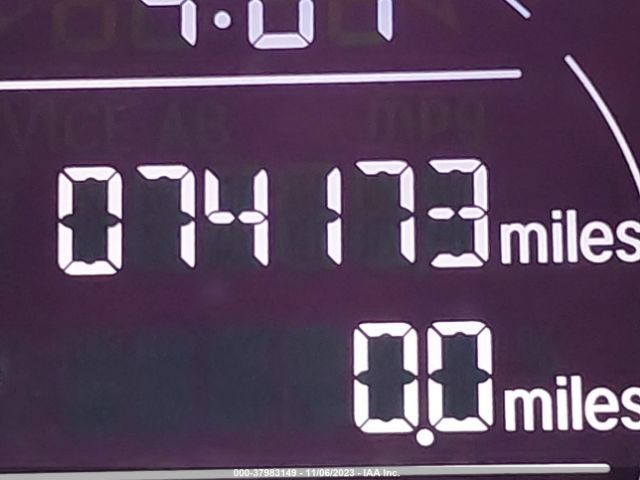 074173 miles
0.0 miles
000-37983149 - 11/06/2023 - IAA Inc.